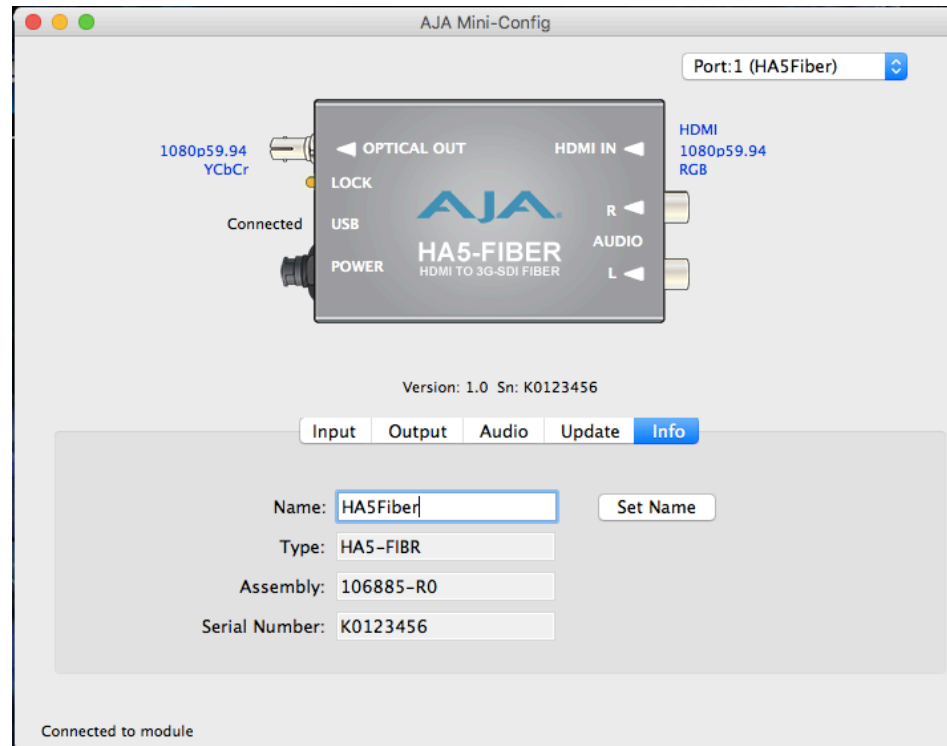 AJA Mini-Config
Port:1 (HA5Fiber)
1080p59.94
YCbCr
OPTICAL OUT
HDMI IN
HDMI
1080p59.94
RGB
LOCK
Connected
USB
AJA
R
AUDIO
HA5-FIBER
POWER
HDMI TO 3G-SDI FIBER
L
Version: 1.0 Sn: K0123456
Input Output Audio Update Info
Name: HA5Fiber Set Name
Type: HA5-FIBR
Assembly: 106885-R0
Serial Number: K0123456
Connected to module